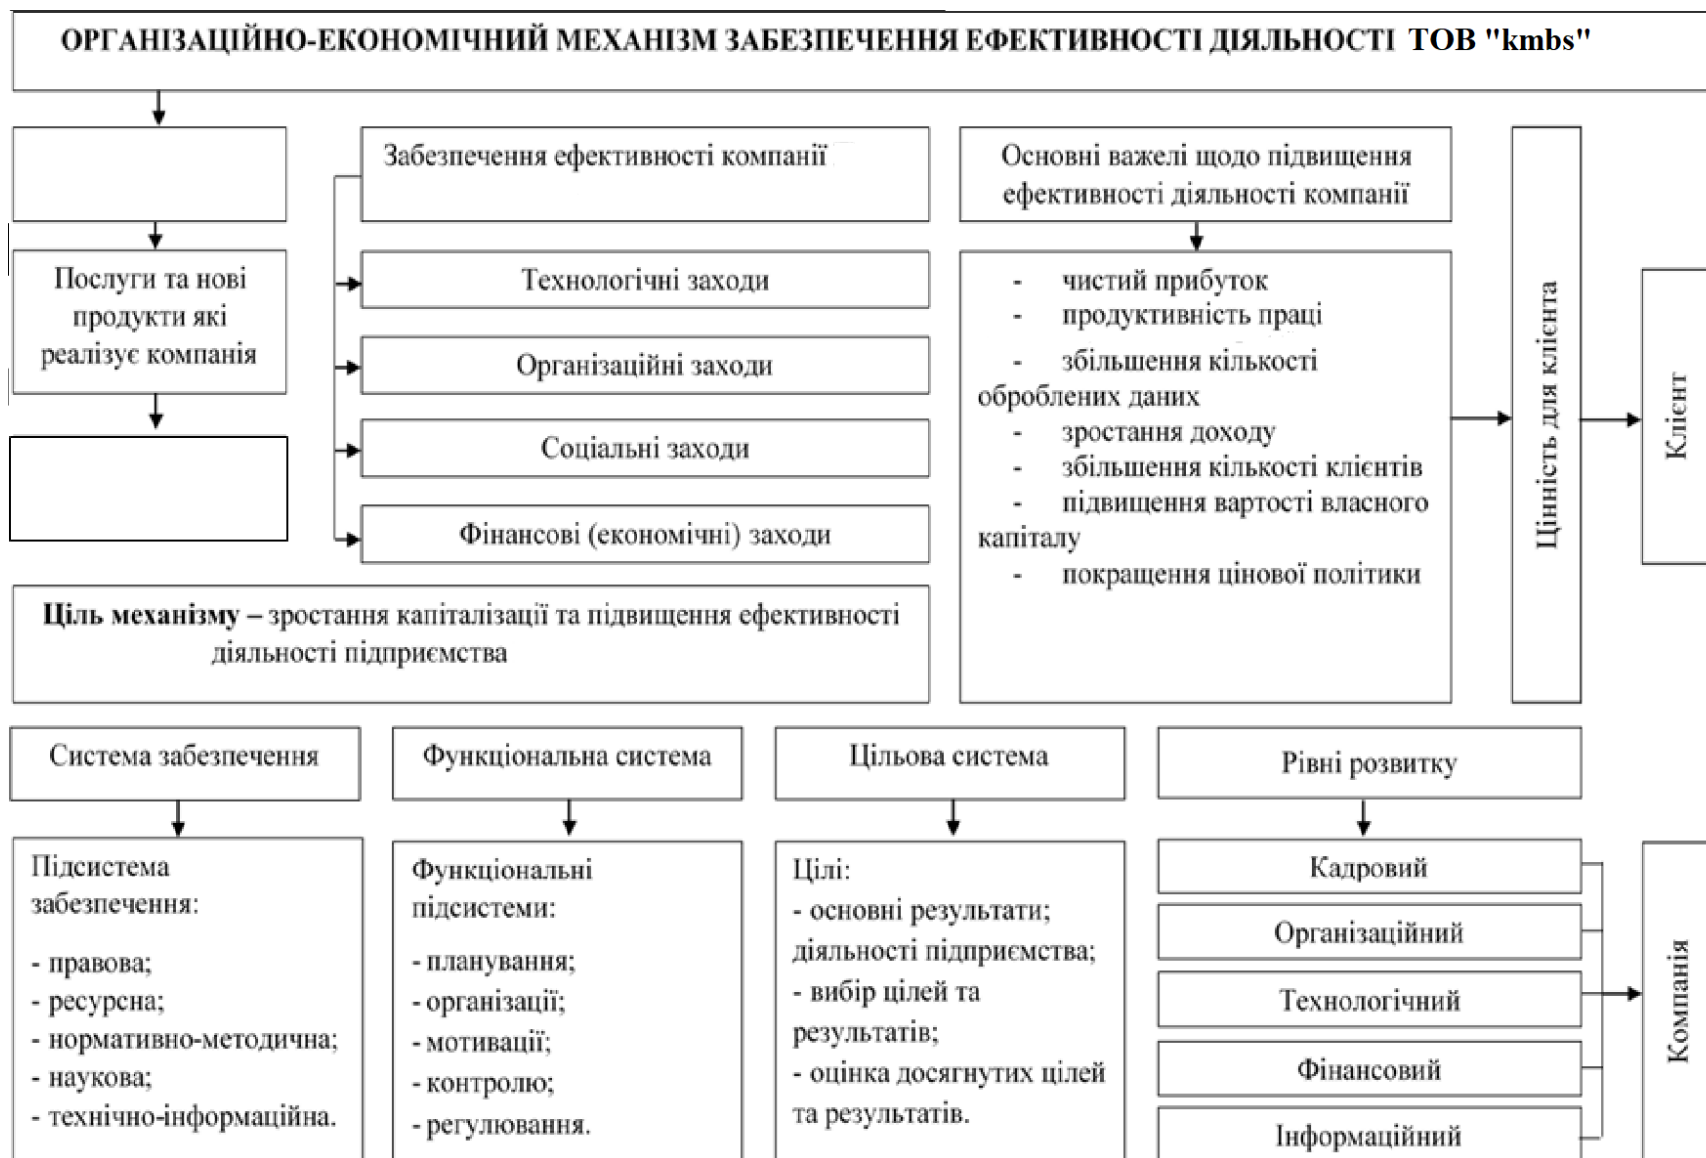 ОРГАНІЗАЦІЙНО-ЕКОНОМІЧНИЙ МЕХАНІЗМ ЗАБЕЗПЕЧЕННЯ ЕФЕКТИВНОСТІ ДІЯЛЬНОСТІ ТОВ "kmbs"
Послуги та нові
продукти які
реалізує компанія
Забезпечення ефективності компанії
Технологічні заходи
Організаційні заходи
Соціальні заходи
Фінансові (економічні) заходи
Основні важелі щодо підвищення
ефективності діяльності компанії
- чистий прибуток
- продуктивність праці
- збільшення кількості
оброблених даних
- зростання доходу
- збільшення кількості клієнтів
- підвищення вартості власного
капіталу
- покращення цінової політики
Цінність для клієнта
Клієнт
Ціль механізму – зростання капіталізації та підвищення ефективності
діяльності підприємства
Система забезпечення
Підсистема
забезпечення:
- правова;
- ресурсна;
- нормативно-методична;
- наукова;
- технічно-інформаційна.
Функціональна система
Функціональні
підсистеми:
- планування;
- організації;
- мотивації;
- контролю;
- регулювання.
Цільова система
Цілі:
- основні результати;
діяльності підприємства;
- вибір цілей та
результатів;
- оцінка досягнутих цілей
та результатів.
Рівні розвитку
Кадровий
Організаційний
Технологічний
Фінансовий
Інформаційний
Компанія